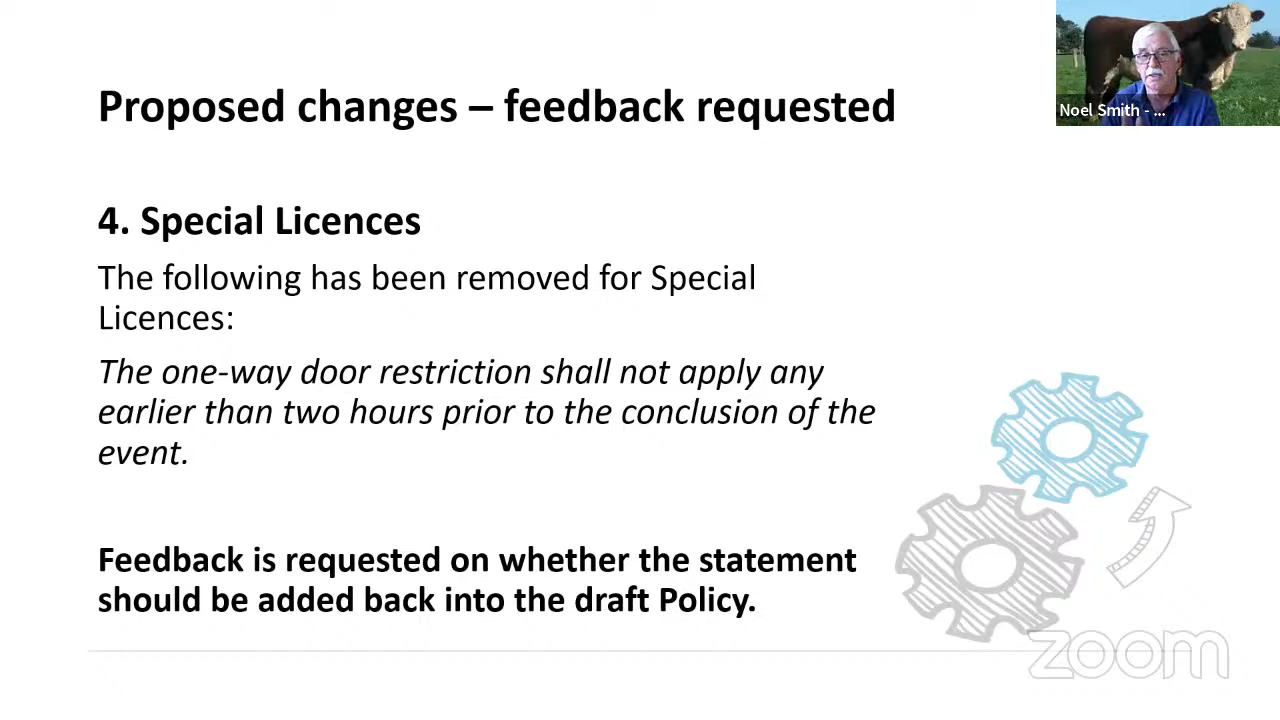 Proposed changes – feedback requested
Noel Smith - ...
4. Special Licences
The following has been removed for Special
Licences:
The one-way door restriction shall not apply any
earlier than two hours prior to the conclusion of the
event.
Feedback is requested on whether the statement
should be added back into the draft Policy.
zoom